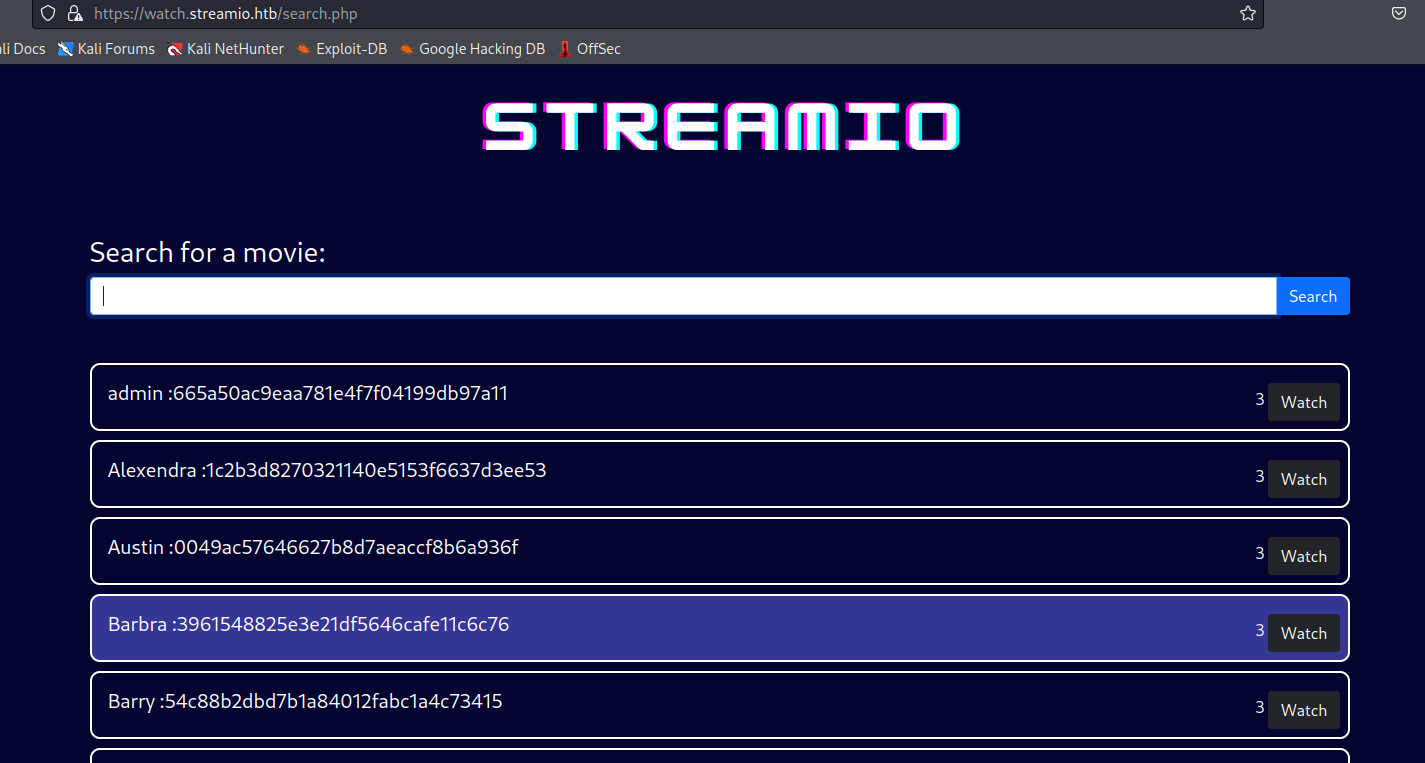 https://watch.streamio.htb/search.php
ali Docs Kali Forums Kali NetHunter Exploit-DB Google Hacking DB OffSec
STREAMIO
Search for a movie:
Search
admin :665a50ac9eaa781e4f7f04199db97a11 3 Watch
Alexendra :1c2b3d8270321140e5153f6637d3ee53 3 Watch
Austin :0049ac57646627b8d7aeaccf8b6a936f 3 Watch
Barbra :3961548825e3e21df5646cafe11c6c76 3 Watch
Barry :54c88b2dbd7b1a84012fabc1a4c73415 3 Watch